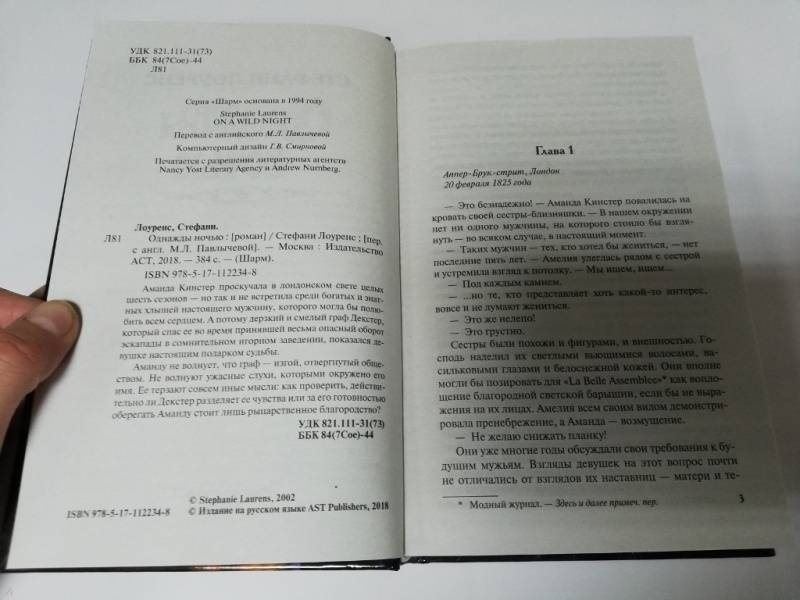 УДК 821.111-31(73)
ББК 84(7Сое)-44
Л81
Серия «Шарм» основана в 1994 году
Stephanie Laurens
ON A WILD NIGHT
Перевод с английского М.Л. Павлычевой
Компьютерный дизайн Г.В. Смирновой
Печатается с разрешения литературных агентств
Nancy Yost Literary Agency и Andrew Nurnberg.
Лоуренс, Стефани.
Л81 Однажды ночью : [роман] / Стефани Лоуренс ; [пер.
с англ. М.Л. Павлычевой]. — Москва : Издательство
АСТ, 2018. — 384 с. — (Шарм).
ISBN 978-5-17-112234-8
Аманда Кинстер проскучала в лондонском свете целых
шесть сезонов — но так и не встретила среди богатых и знат-
ных хлыщей настоящего мужчину, которого могла бы полю-
бить всем сердцем. А потому дерзкий и смелый граф Декстер,
который спас ее во время принявшей весьма опасный оборот
эскапады в сомнительном игорном заведении, показался де-
вушке настоящим подарком судьбы.
Аманду не волнует, что граф — изгой, отвергнутый обще-
ством. Не волнуют ужасные слухи, которыми окружено его
имя. Ее терзают совсем иные мысли: как проверить, действи-
тельно ли Декстер разделяет ее чувства или за его готовностью
оберегать Аманду стоит лишь рыцарственное благородство?
УДК 821.111-31(73)
ББК 84(7Сое)-44
© Stephanie Laurens, 2002
ISBN 978-5-17-112234-8 © Издание на русском языке AST Publishers, 2018
Глава 1
Аппер-Брук-стрит, Лондон
20 февраля 1825 года
— Это безнадежно! — Аманда Кинстер повалилась на
кровать своей сестры-близняшки. — В нашем окружении
нет ни одного мужчины, на которого стоило бы взгля-
нуть — во всяком случае, в настоящий момент.
— Таких мужчин — тех, кто хотел бы жениться, — нет
последние пять лет. — Амелия улеглась рядом с сестрой
и устремила взгляд к потолку. — Мы ищем, ищем...
— Под каждым камнем.
— ...но те, кто представляет хоть какой-то интерес,
вовсе и не думают жениться.
— Это же нелепо!
— Это грустно.
Сестры были похожи и фигурами, и внешностью. Гос-
подь наделил их светлыми вьющимися волосами, ва-
сильковыми глазами и белоснежной кожей. Они вполне
могли бы позировать для «La Belle Assemblee»* как вопло-
щение благородной светской барышни, если бы не выра-
жения на их лицах. Амелия всем своим видом демонстри-
ровала пренебрежение, а Аманда — возмущение.
— Не желаю снижать планку!
Они уже многие годы обсуждали свои требования к бу-
дущим мужьям. Взгляды девушек на этот вопрос почти
не отличались от взглядов их наставниц — матери и те-
* Модный журнал. — Здесь и далее примеч. пер.
3